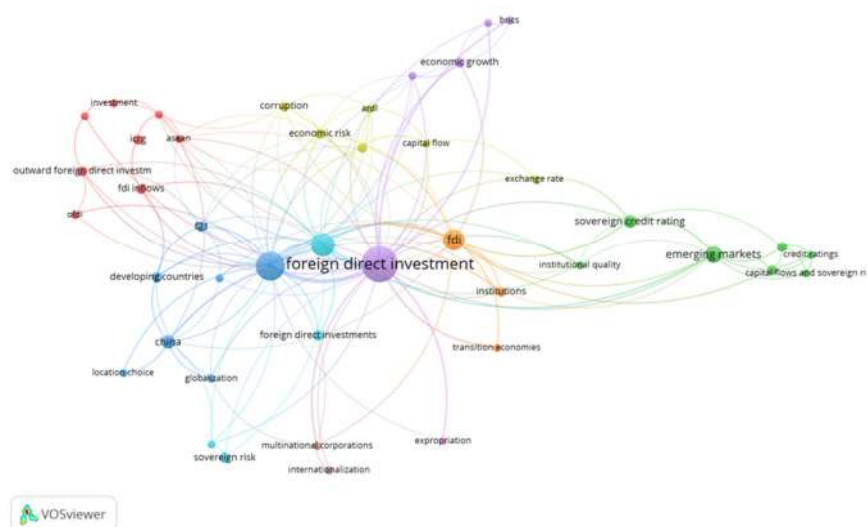 brics
economic growth
investment
corruption
ardl
icrg
asean
economic risk
capital flow
outward foreign direct investm
fdi inflows
exchange rate
ofdi
sovereign credit rating
fdi
emerging markets
credit ratings
foreign direct investment
institutional quality
capital flows and sovereign ri
developing countries
institutions
foreign direct investments
china
transition economies
location choice
globalization
multinational corporations
expropriation
sovereign risk
internationalization
VOSviewer